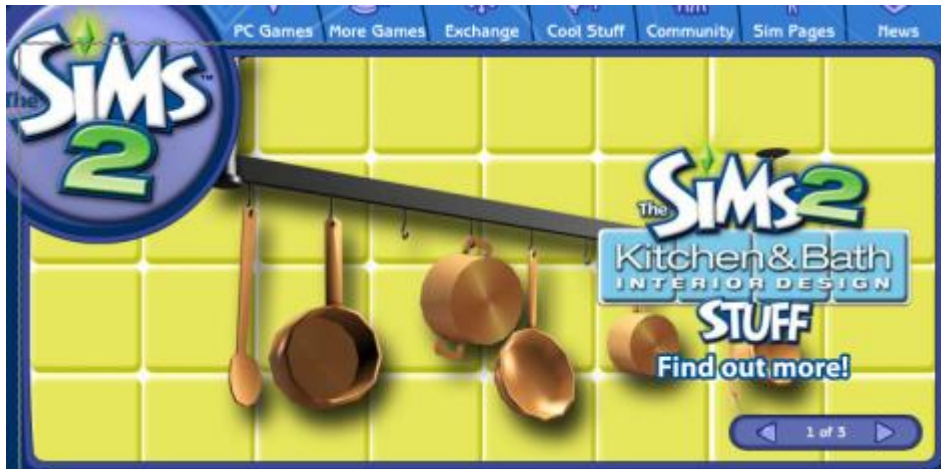 PC Games More Games Exchange Cool Stuff Community Sim Pages News
The
SiMS
2
™
The SiMS 2
Kitchen & Bath
INTERIOR DESIGN
STUFF
Find out more!
1 of 3